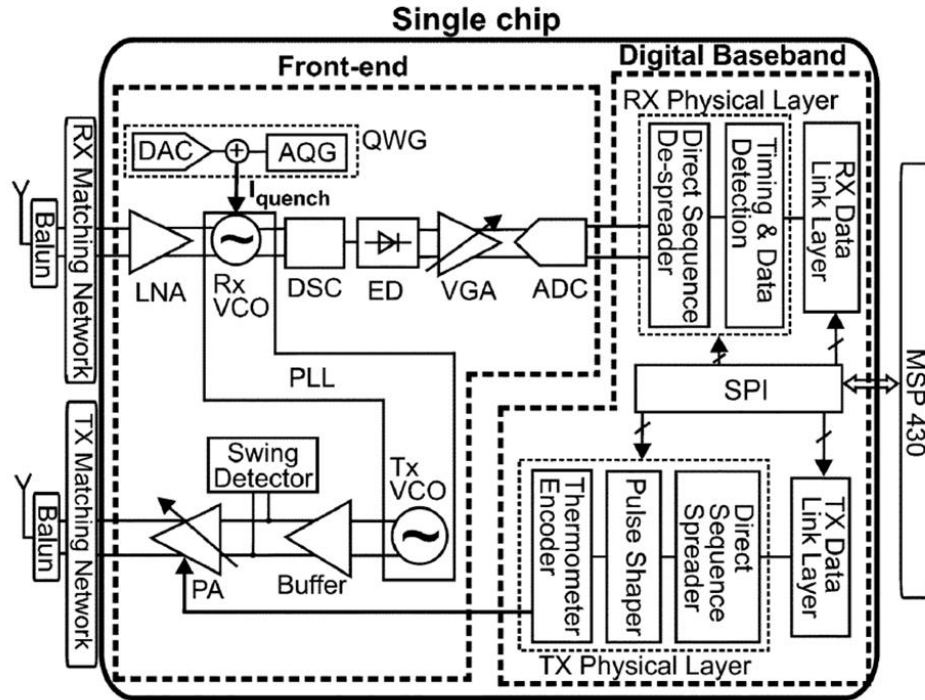 Single chip
Front-end
Digital Baseband
RX Physical Layer
DAC
AQG
QWG
Iquench
RX Matching Network
Balun
LNA
Rx
VCO
DSC
ED
VGA
ADC
Direct Sequence
De-spreader
Timing & Data
Detection
RX Data
Link Layer
PLL
SPI
MSP 430
TX Matching Network
Balun
Swing
Detector
Tx
VCO
PA
Buffer
Thermometer
Encoder
Pulse Shaper
Direct
Sequence
Spreader
TX Data
Link Layer
TX Physical Layer